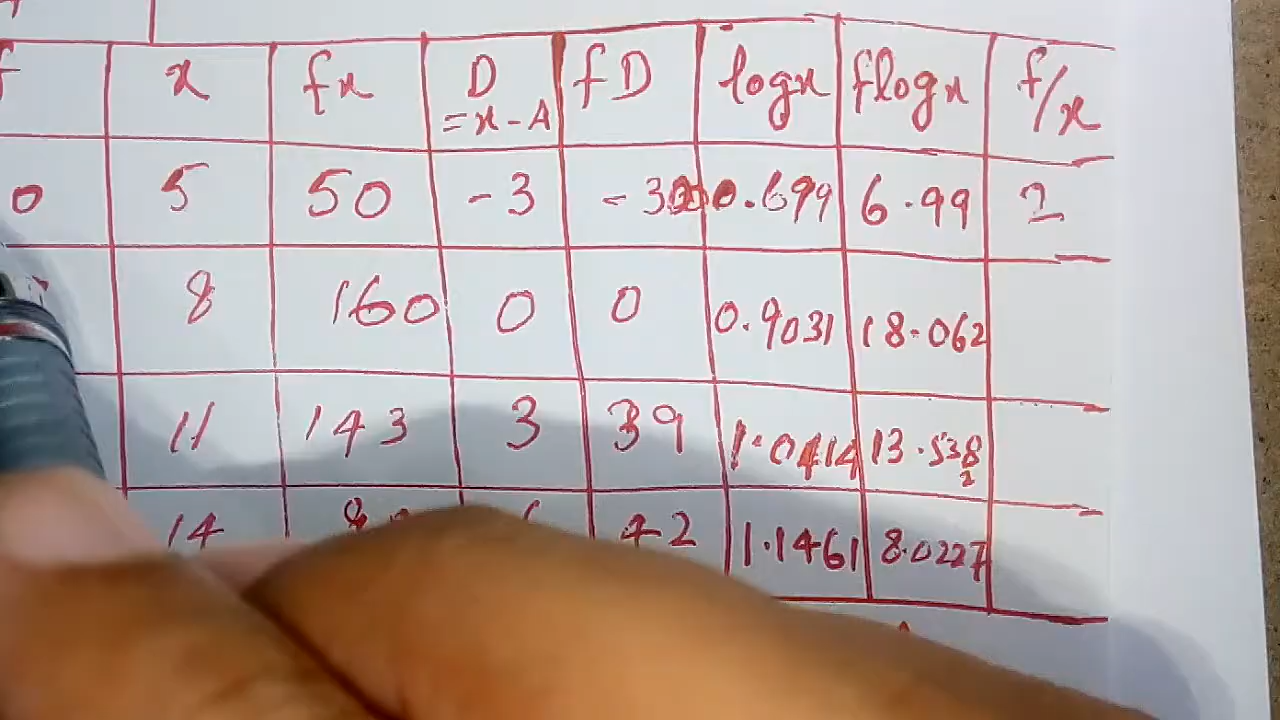 f x fx D =x-A fD logx flogx f/x
0 5 50 -3 -30 0.699 6.99 2
8 160 0 0 0.9031 18.062
11 143 3 39 1.0414 13.5382
14 42 1.1461 8.0227